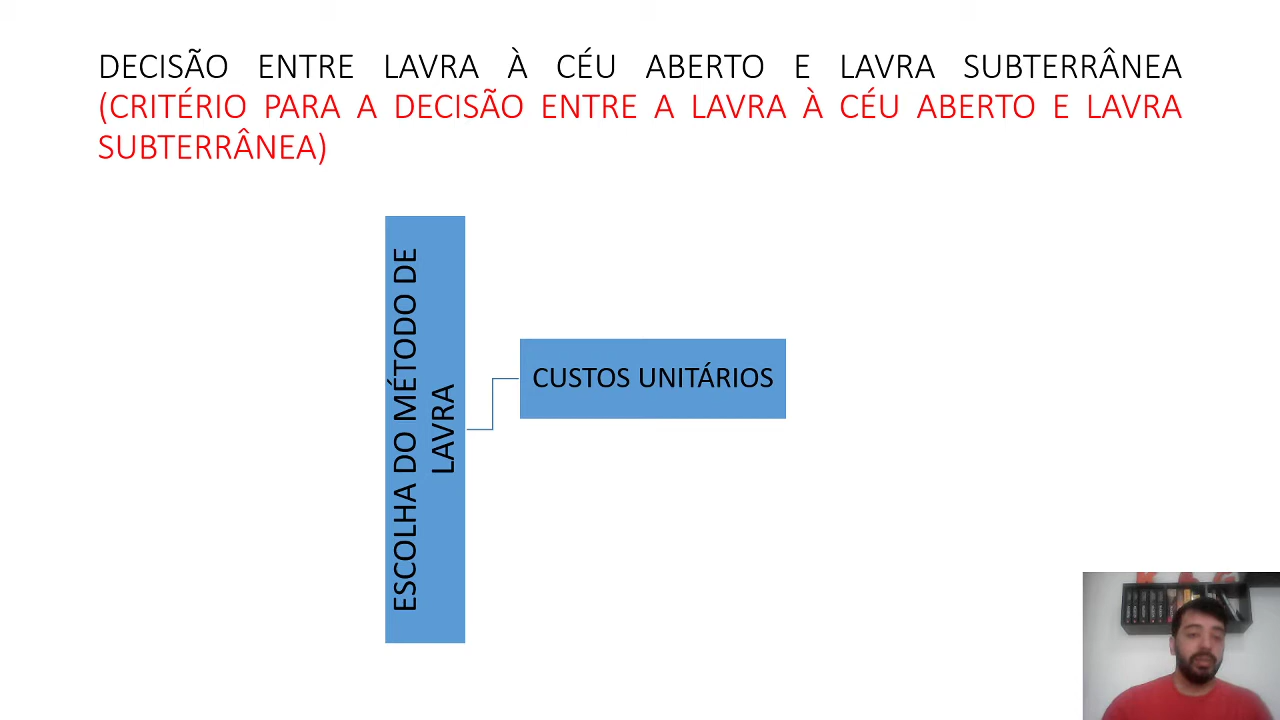 DECISÃO ENTRE LAVRA À CÉU ABERTO E LAVRA SUBTERRÂNEA
(CRITÉRIO PARA A DECISÃO ENTRE A LAVRA À CÉU ABERTO E LAVRA
SUBTERRÂNEA)
ESCOLHA DO MÉTODO DE
LAVRA
CUSTOS UNITÁRIOS